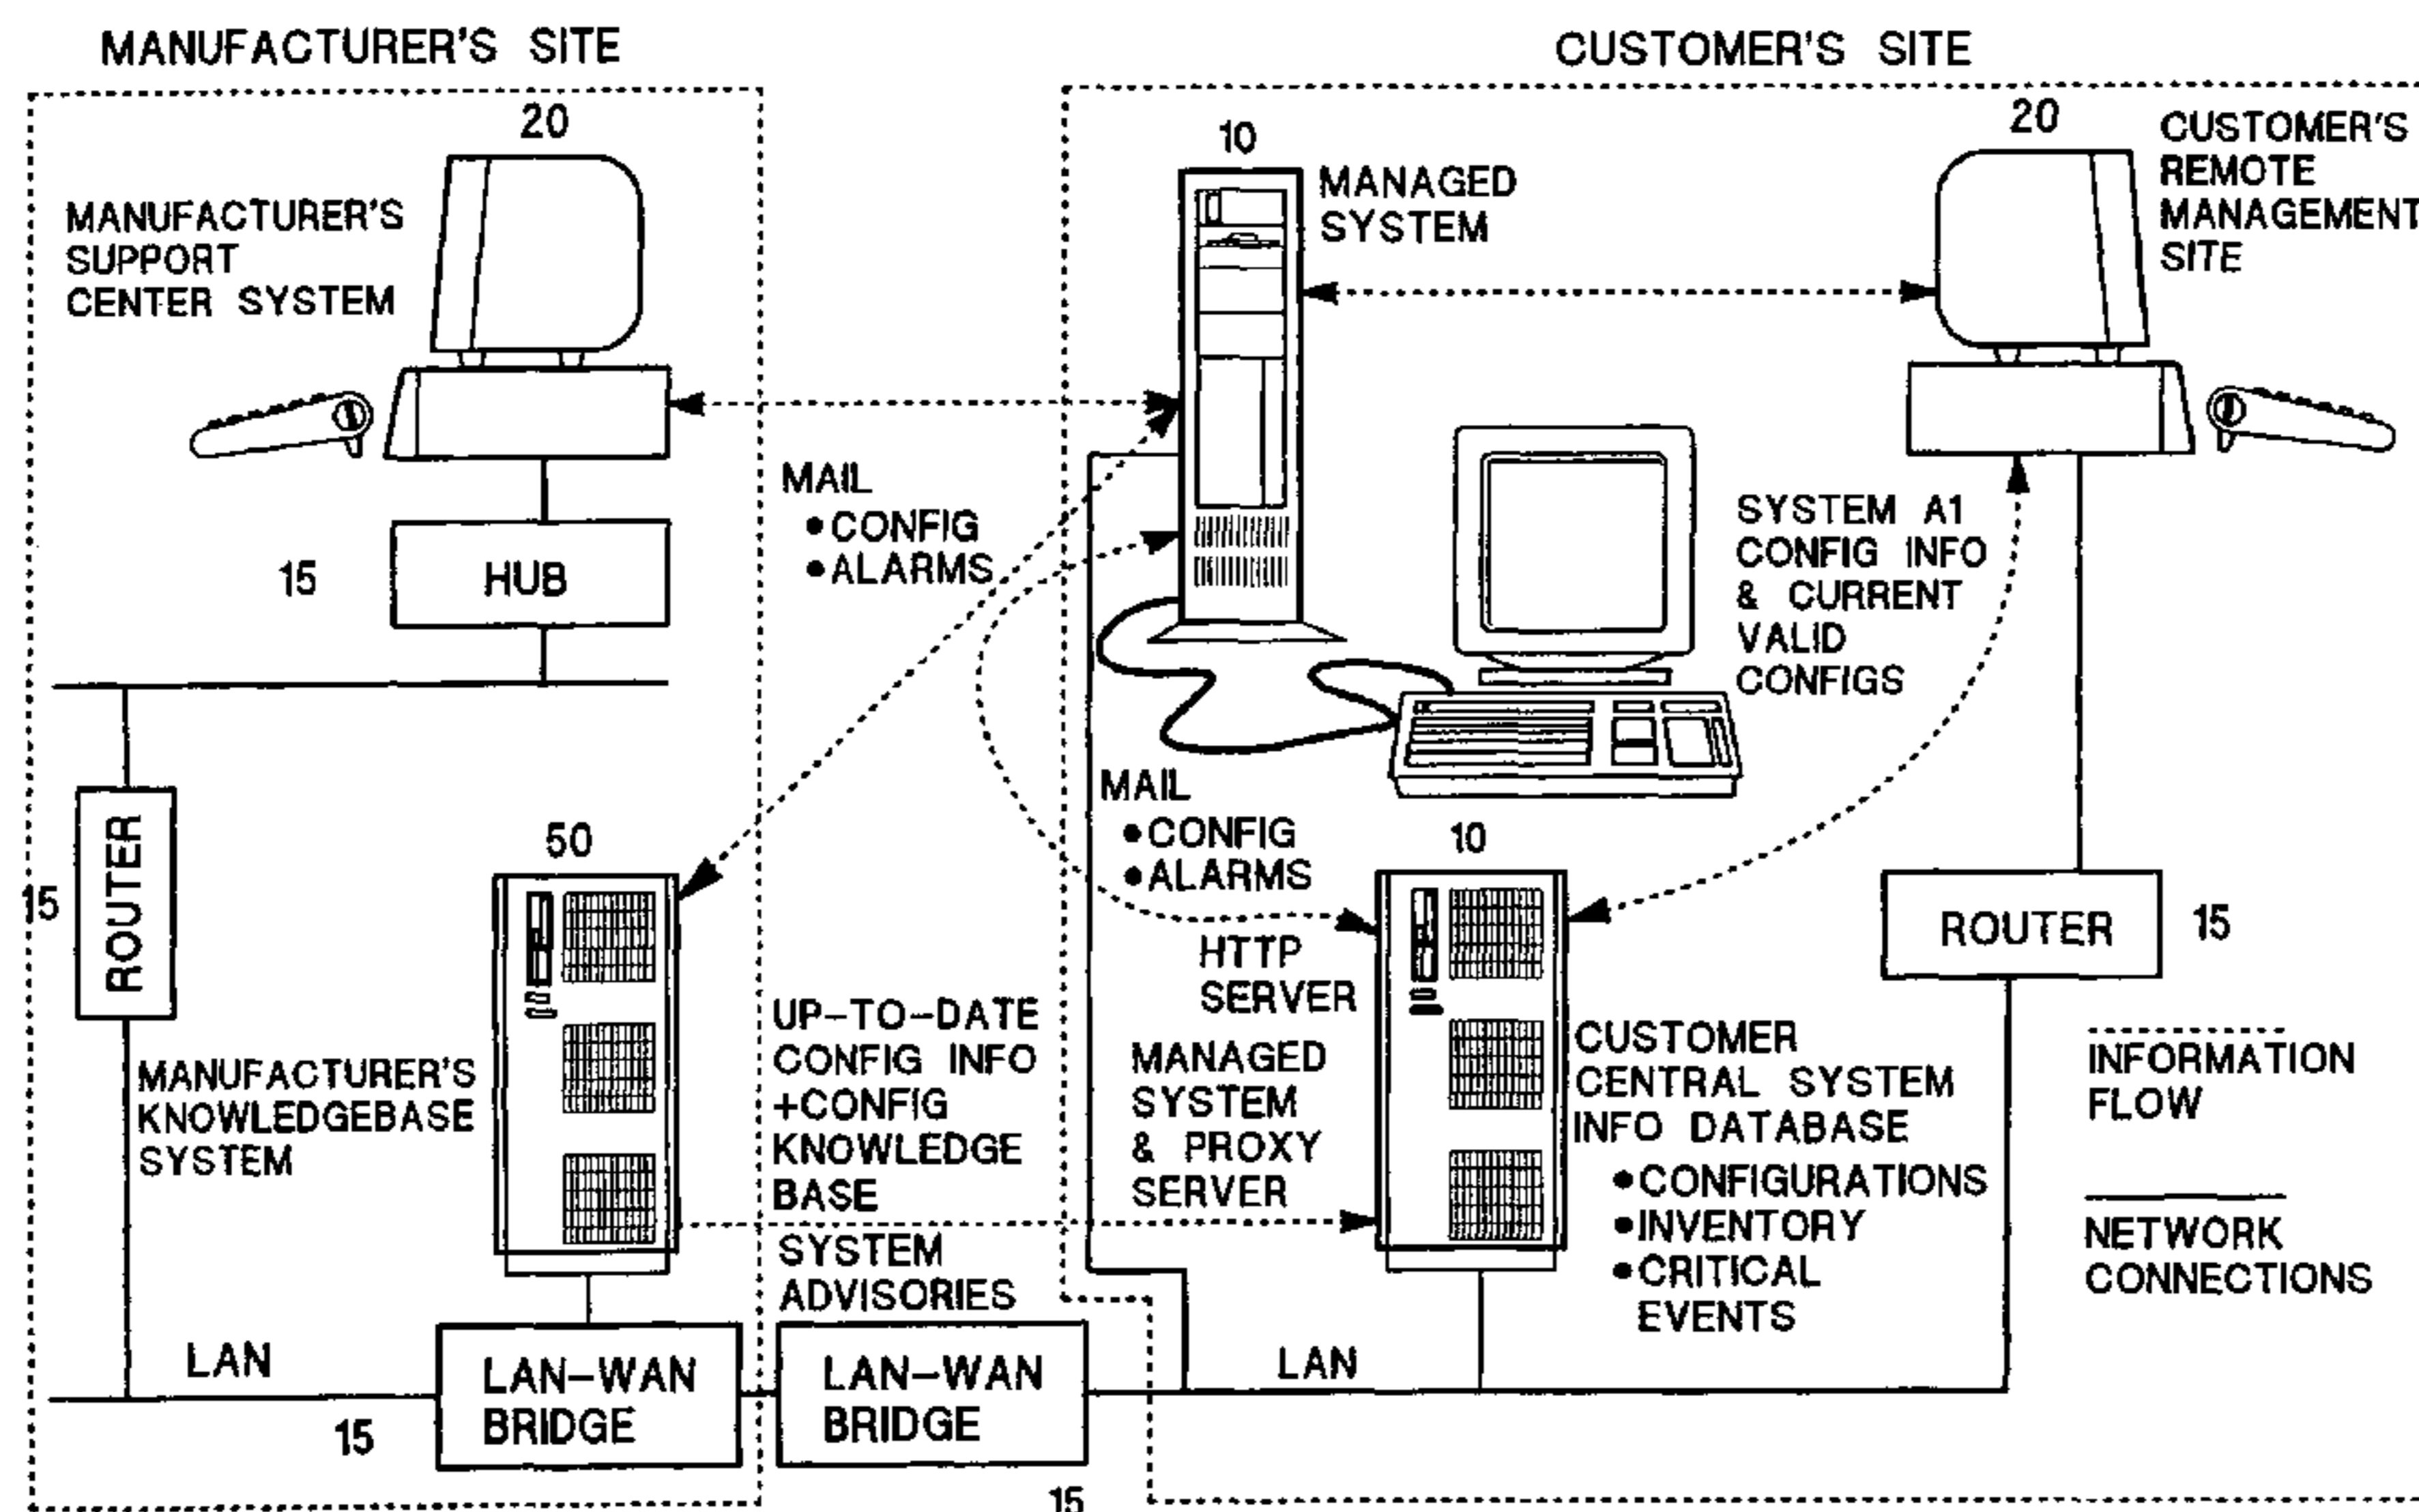 MANUFACTURER'S SITE
20
MANUFACTURER'S
SUPPORT
CENTER SYSTEM
15
HUB
ROUTER
15
50
MANUFACTURER'S
KNOWLEDGEBASE
SYSTEM
LAN
15
LAN-WAN
BRIDGE
MAIL
•CONFIG
•ALARMS
UP-TO-DATE
CONFIG INFO
+CONFIG
KNOWLEDGE
BASE
SYSTEM
ADVISORIES
LAN-WAN
BRIDGE
15
CUSTOMER'S SITE
10
MANAGED
SYSTEM
20
CUSTOMER'S
REMOTE
MANAGEMENT
SITE
SYSTEM A1
CONFIG INFO
& CURRENT
VALID
CONFIGS
MAIL
•CONFIG
•ALARMS
10
HTTP
SERVER
MANAGED
SYSTEM
& PROXY
SERVER
CUSTOMER
CENTRAL SYSTEM
INFO DATABASE
•CONFIGURATIONS
•INVENTORY
•CRITICAL
EVENTS
ROUTER
15
LAN
INFORMATION
FLOW
NETWORK
CONNECTIONS